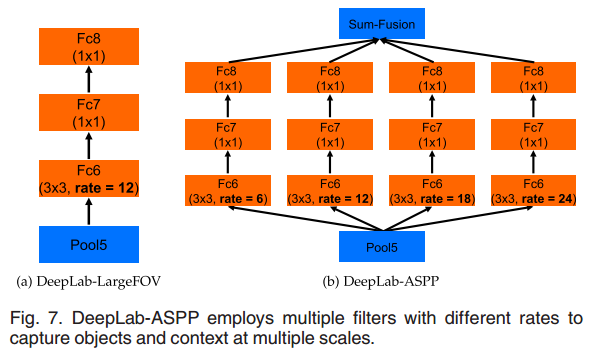 Fc8
(1x1)
Fc7
(1x1)
Fc6
(3x3, rate = 12)
Pool5
(a) DeepLab-LargeFOV
Sum-Fusion
Fc8
(1x1)
Fc8
(1x1)
Fc8
(1x1)
Fc8
(1x1)
Fc7
(1x1)
Fc7
(1x1)
Fc7
(1x1)
Fc7
(1x1)
Fc6
(3x3, rate = 6)
Fc6
(3x3, rate = 12)
Fc6
(3x3, rate = 18)
Fc6
(3x3, rate = 24)
Pool5
(b) DeepLab-ASPP
Fig. 7. DeepLab-ASPP employs multiple filters with different rates to
capture objects and context at multiple scales.